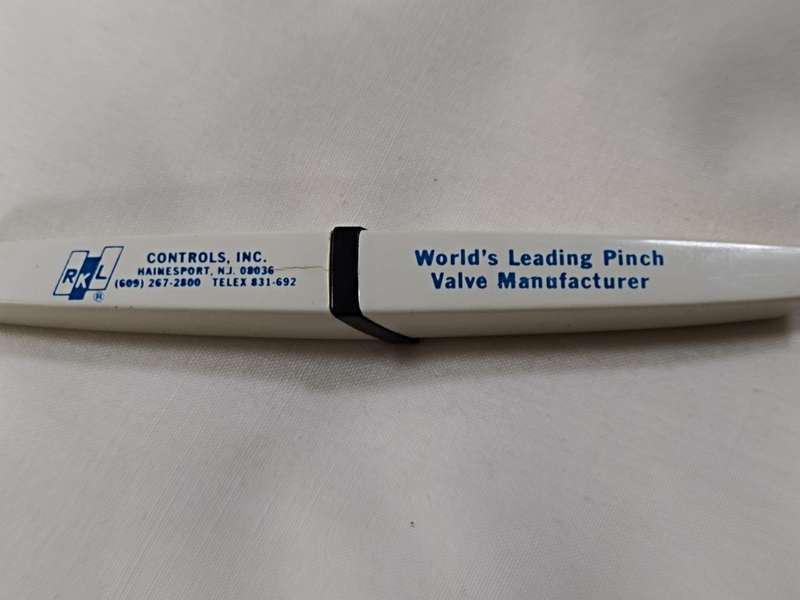 RKL®
CONTROLS, INC.
HAINESPORT, N.J. 08036
(609) 267-2800 TELEX 831-692
World's Leading Pinch
Valve Manufacturer